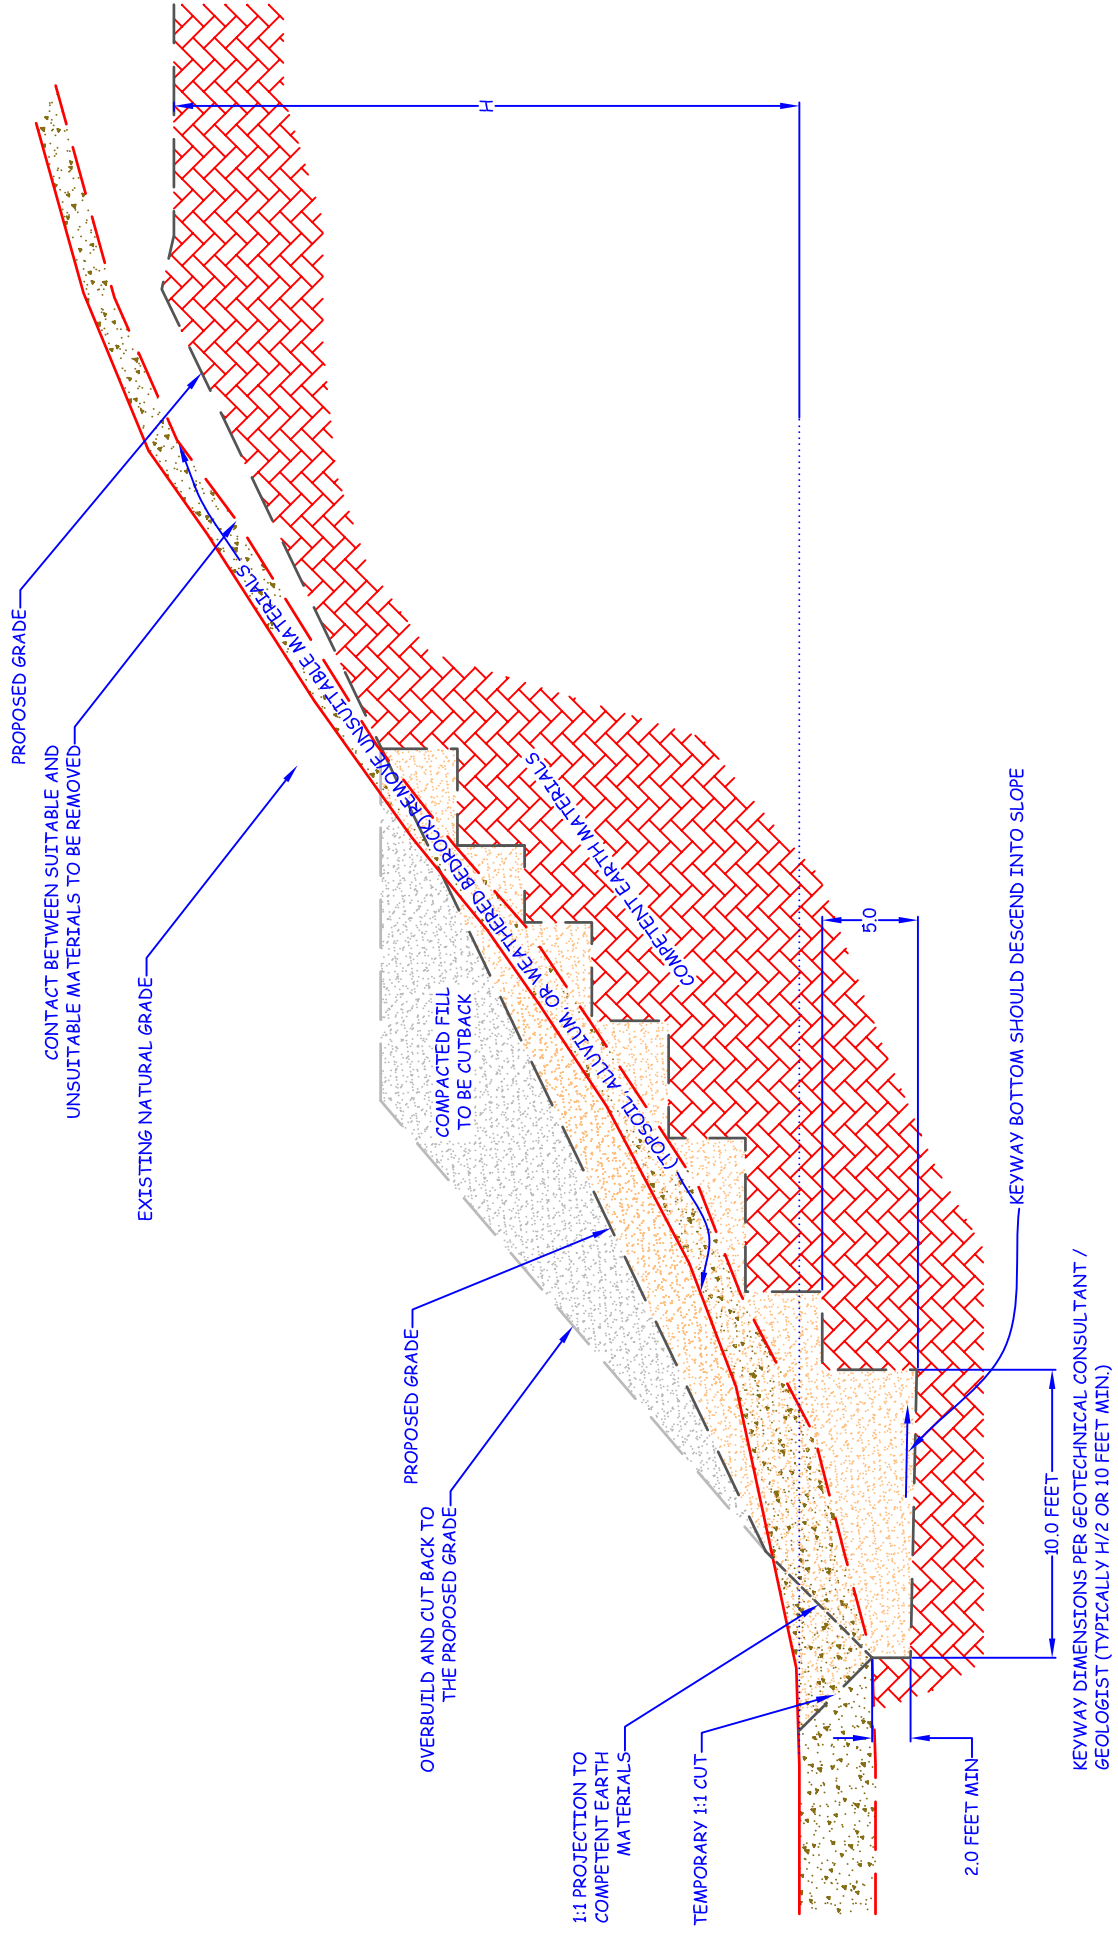 PROPOSED GRADE
CONTACT BETWEEN SUITABLE AND
UNSUITABLE MATERIALS TO BE REMOVED
EXISTING NATURAL GRADE
PROPOSED GRADE
OVERBUILD AND CUT BACK TO
THE PROPOSED GRADE
COMPACTED FILL
TO BE CUTBACK
REMOVE UNSUITABLE MATERIALS
(TOPSOIL, ALLUVIUM, OR WEATHERED BEDROCK)
COMPETENT EARTH MATERIALS
H
5.0
1:1 PROJECTION TO
COMPETENT EARTH
MATERIALS
TEMPORARY 1:1 CUT
2.0 FEET MIN
10.0 FEET
KEYWAY BOTTOM SHOULD DESCEND INTO SLOPE
KEYWAY DIMENSIONS PER GEOTECHNICAL CONSULTANT /
GEOLOGIST (TYPICALLY H/2 OR 10 FEET MIN.)